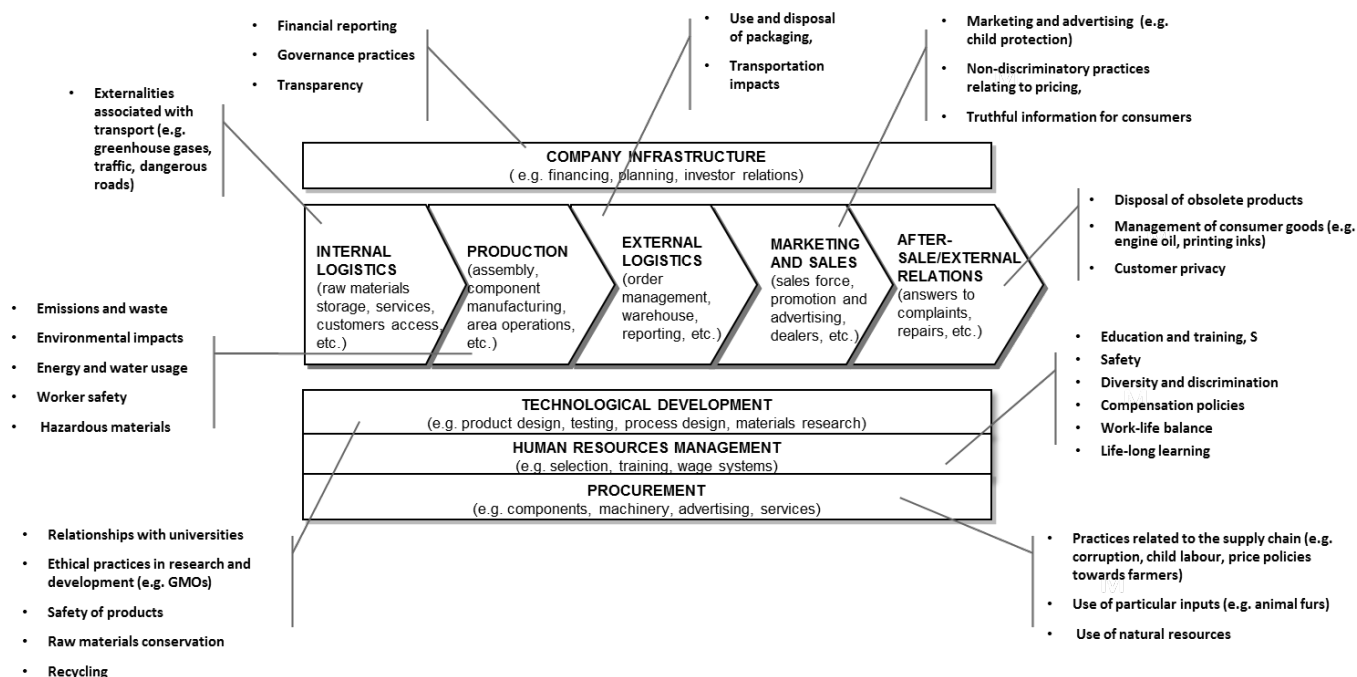 • Financial reporting
• Governance practices
• Transparency
• Use and disposal
of packaging,
• Transportation
impacts
• Marketing and advertising (e.g.
child protection)
• Non-discriminatory practices
relating to pricing,
• Truthful information for consumers
• Externalities
associated with
transport (e.g.
greenhouse gases,
traffic, dangerous
roads)
COMPANY INFRASTRUCTURE
( e.g. financing, planning, investor relations)
INTERNAL
LOGISTICS
(raw materials
storage, services,
customers access,
etc.)
PRODUCTION
(assembly,
component
manufacturing,
area operations,
etc.)
EXTERNAL
LOGISTICS
(order
management,
warehouse,
reporting, etc.)
MARKETING
AND SALES
(sales force,
promotion and
advertising,
dealers, etc.)
AFTER-
SALE/EXTERNAL
RELATIONS
(answers to
complaints,
repairs, etc.)
• Disposal of obsolete products
• Management of consumer goods (e.g.
engine oil, printing inks)
• Customer privacy
• Emissions and waste
• Environmental impacts
• Energy and water usage
• Worker safety
• Hazardous materials
• Education and training, S
• Safety
• Diversity and discrimination
• Compensation policies
• Work-life balance
• Life-long learning
TECHNOLOGICAL DEVELOPMENT
(e.g. product design, testing, process design, materials research)
HUMAN RESOURCES MANAGEMENT
(e.g. selection, training, wage systems)
PROCUREMENT
(e.g. components, machinery, advertising, services)
• Relationships with universities
• Ethical practices in research and
development (e.g. GMOs)
• Safety of products
• Raw materials conservation
• Recycling
• Practices related to the supply chain (e.g.
corruption, child labour, price policies
towards farmers)
• Use of particular inputs (e.g. animal furs)
• Use of natural resources